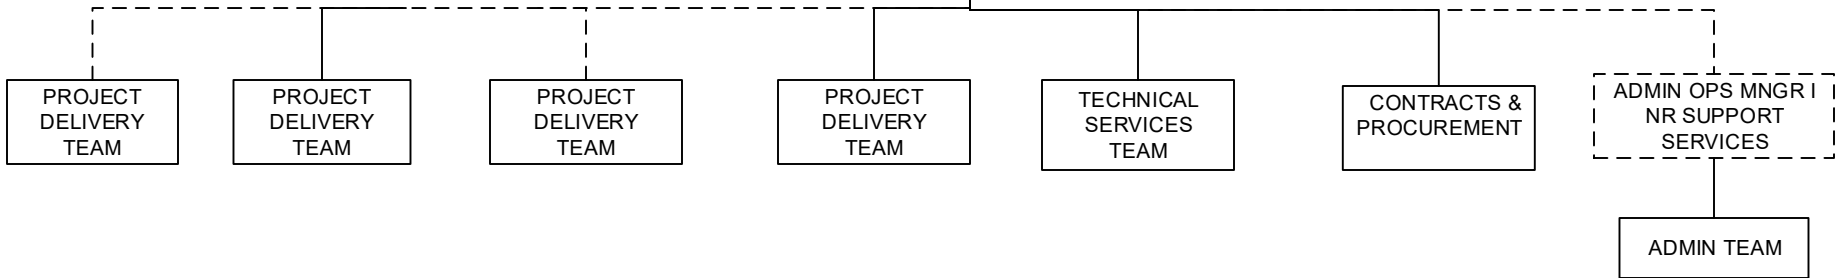 PROJECT
DELIVERY
TEAM
PROJECT
DELIVERY
TEAM
PROJECT
DELIVERY
TEAM
PROJECT
DELIVERY
TEAM
TECHNICAL
SERVICES
TEAM
CONTRACTS &
PROCUREMENT
ADMIN OPS MNGR I
NR SUPPORT
SERVICES
ADMIN TEAM